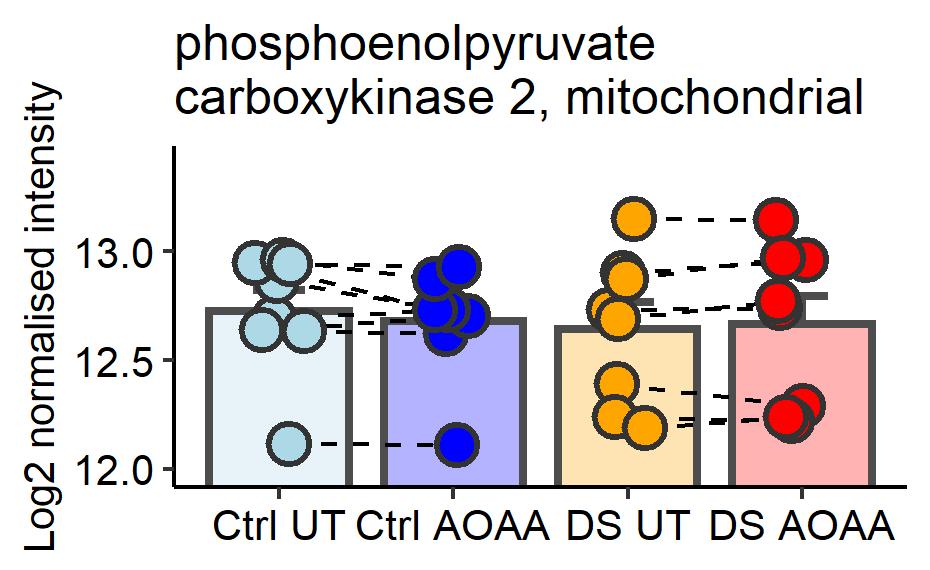 phosphoenolpyruvate
carboxykinase 2, mitochondrial
Log2 normalised intensity
13.0
12.5
12.0
Ctrl UT Ctrl AOAA DS UT DS AOAA